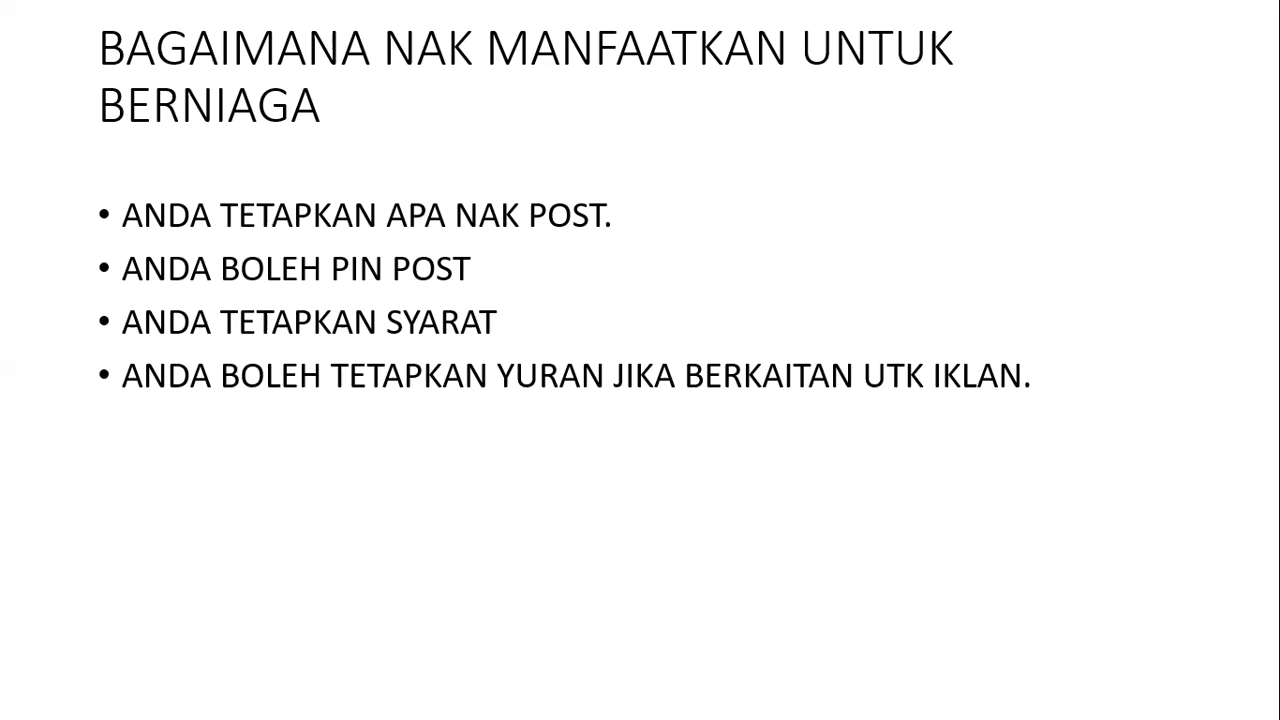 BAGAIMANA NAK MANFAATKAN UNTUK
BERNIAGA
• ANDA TETAPKAN APA NAK POST.
• ANDA BOLEH PIN POST
• ANDA TETAPKAN SYARAT
• ANDA BOLEH TETAPKAN YURAN JIKA BERKAITAN UTK IKLAN.